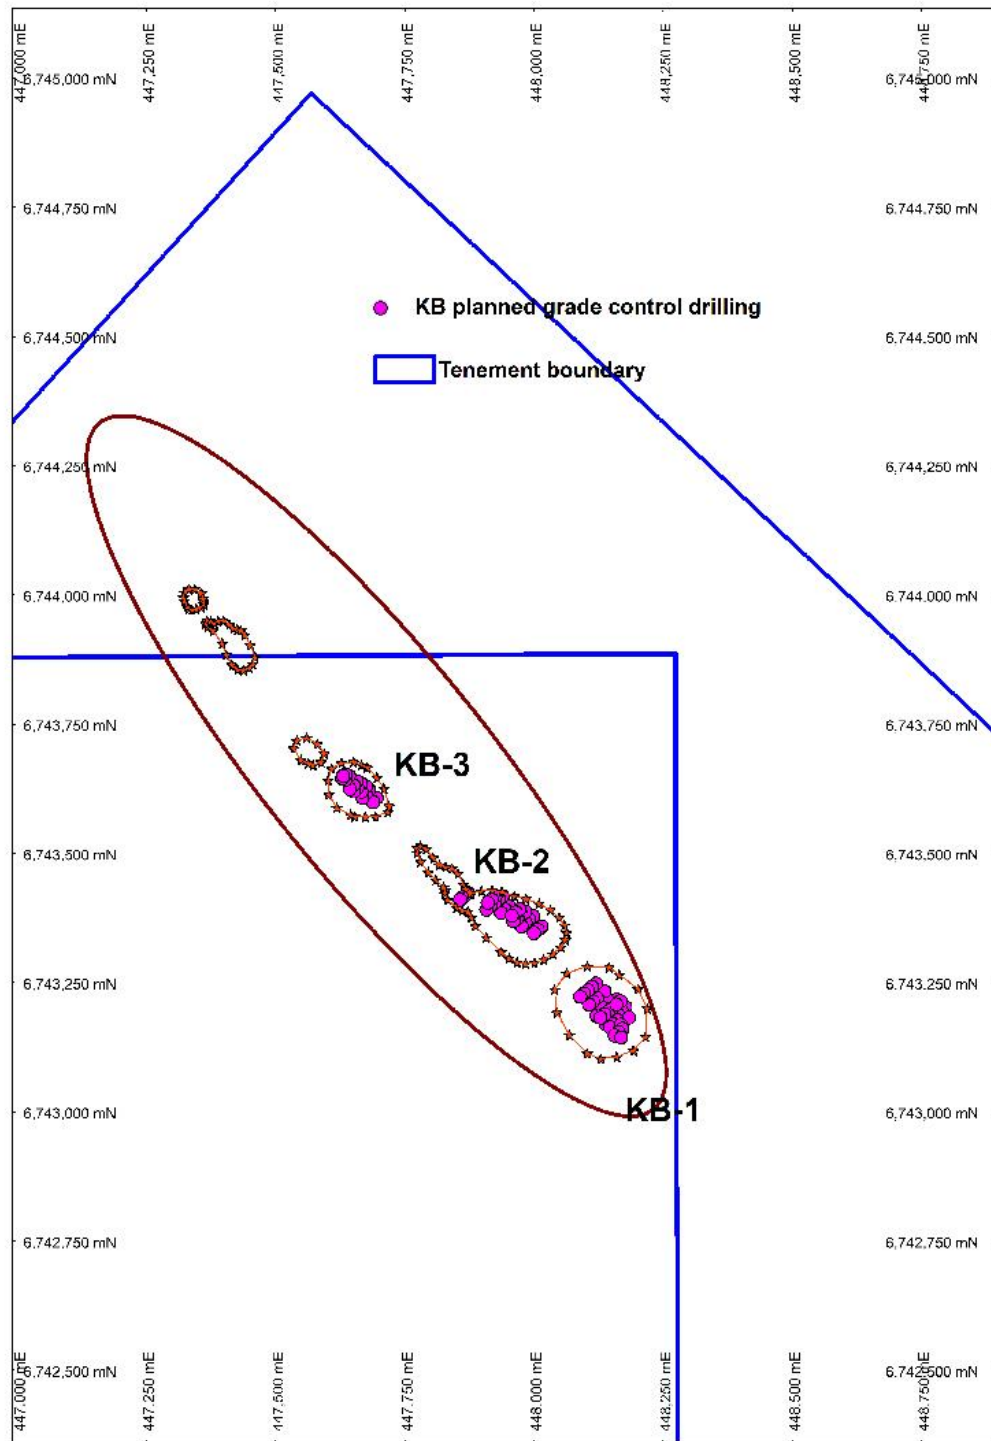 447,000 mE
447,250 mE
447,500 mE
447,750 mE
448,000 mE
448,250 mE
448,500 mE
448,750 mE
6,745,000 mN
6,745,000 mN
6,744,750 mN
6,744,750 mN
KB planned grade control drilling
6,744,500 mN
6,744,500 mN
Tenement boundary
6,744,250 mN
6,744,250 mN
6,744,000 mN
6,744,000 mN
6,743,750 mN
6,743,750 mN
KB-3
6,743,500 mN
KB-2
6,743,500 mN
6,743,250 mN
6,743,250 mN
6,743,000 mN
KB-1
6,743,000 mN
6,742,750 mN
6,742,750 mN
6,742,500 mN
6,742,500 mN
447,000 mE
447,250 mE
447,500 mE
447,750 mE
448,000 mE
448,250 mE
448,500 mE
448,750 mE